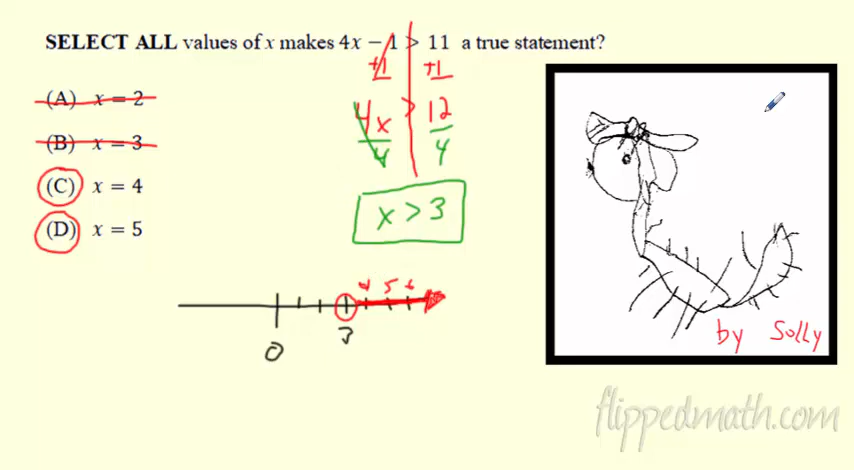 SELECT ALL values of x makes 4x − 1 > 11 a true statement?
+1 +1
(A) x = 2
4x > 12
4 4
(B) x = 3
(C) x = 4
x > 3
(D) x = 5
4 5 6
0 3
by Solly
flippedmath.com